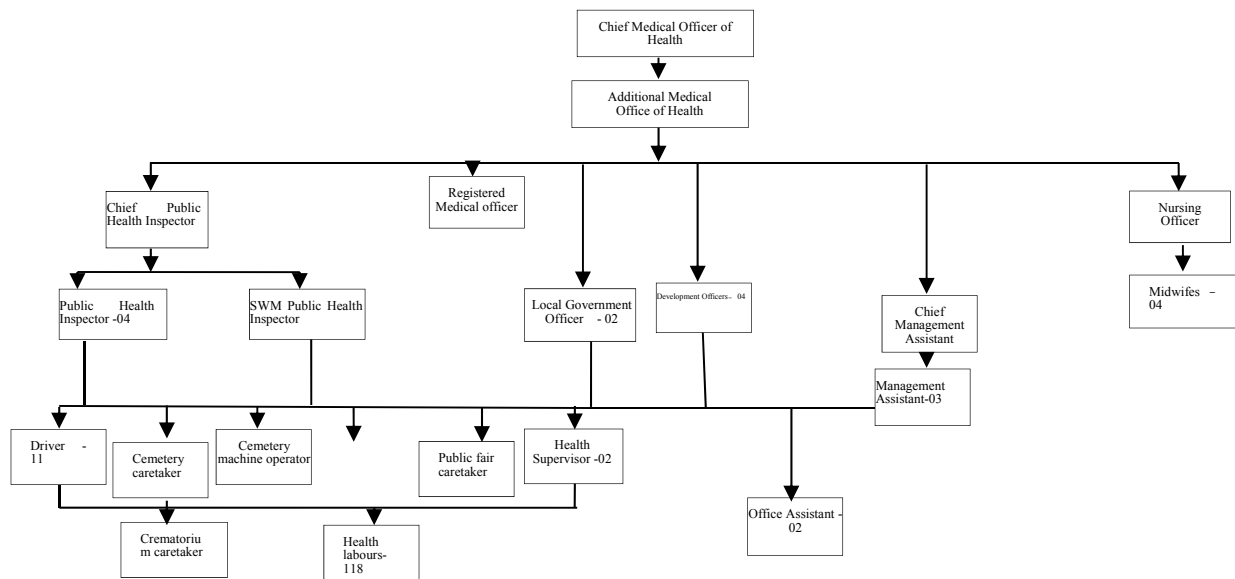 Chief Medical Officer of
Health
Additional Medical
Office of Health
Chief Public
Health Inspector
Registered
Medical officer
Nursing
Officer
Public Health
Inspector -04
SWM Public Health
Inspector
Local Government
Officer - 02
Development Officers– 04
Chief
Management
Assistant
Midwifes –
04
Management
Assistant-03
Driver -
11
Cemetery
caretaker
Cemetery
machine operator
Public fair
caretaker
Health
Supervisor -02
Office Assistant -
02
Crematoriu
m caretaker
Health
labours-
118